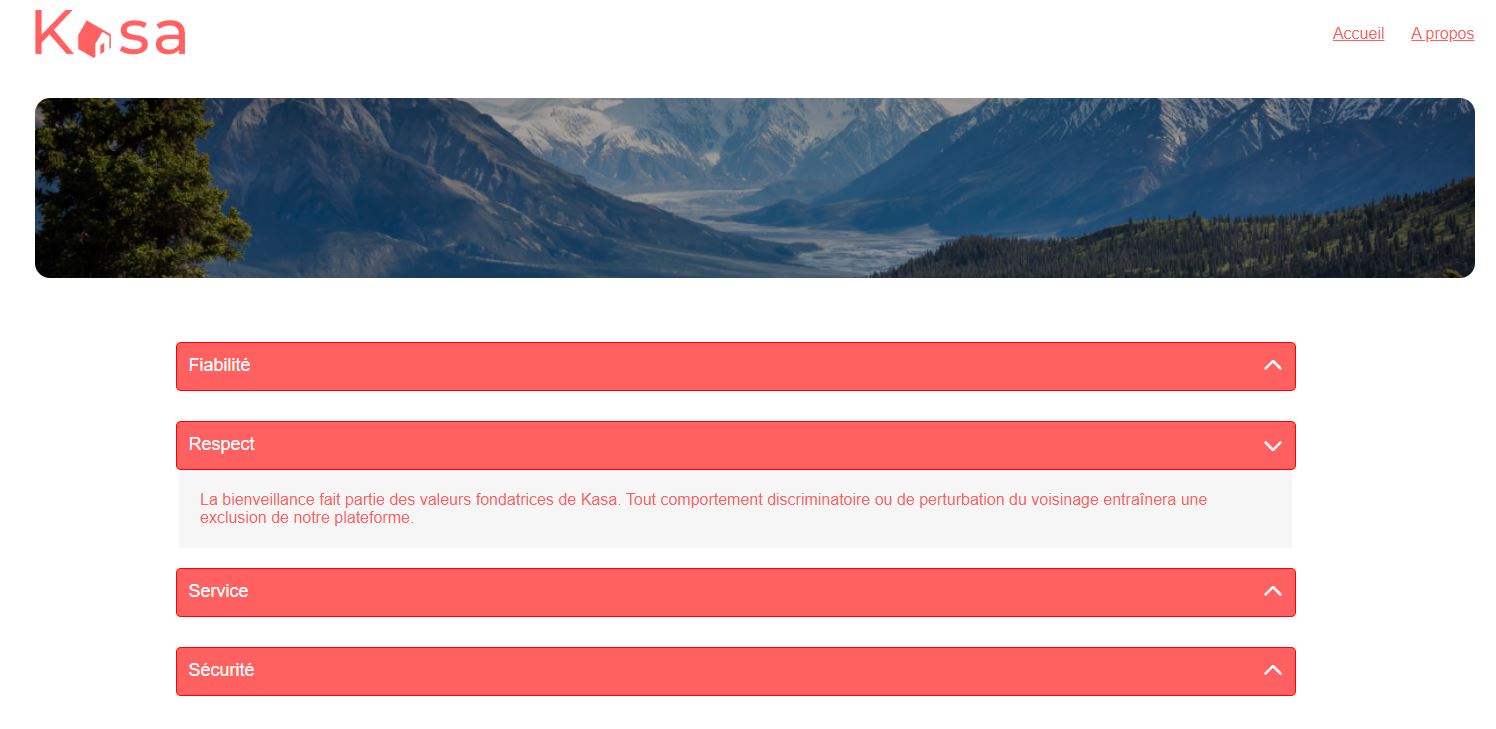 Kasa
Accueil A propos
Fiabilité
Respect
La bienveillance fait partie des valeurs fondatrices de Kasa. Tout comportement discriminatoire ou de perturbation du voisinage entraînera une
exclusion de notre plateforme.
Service
Sécurité